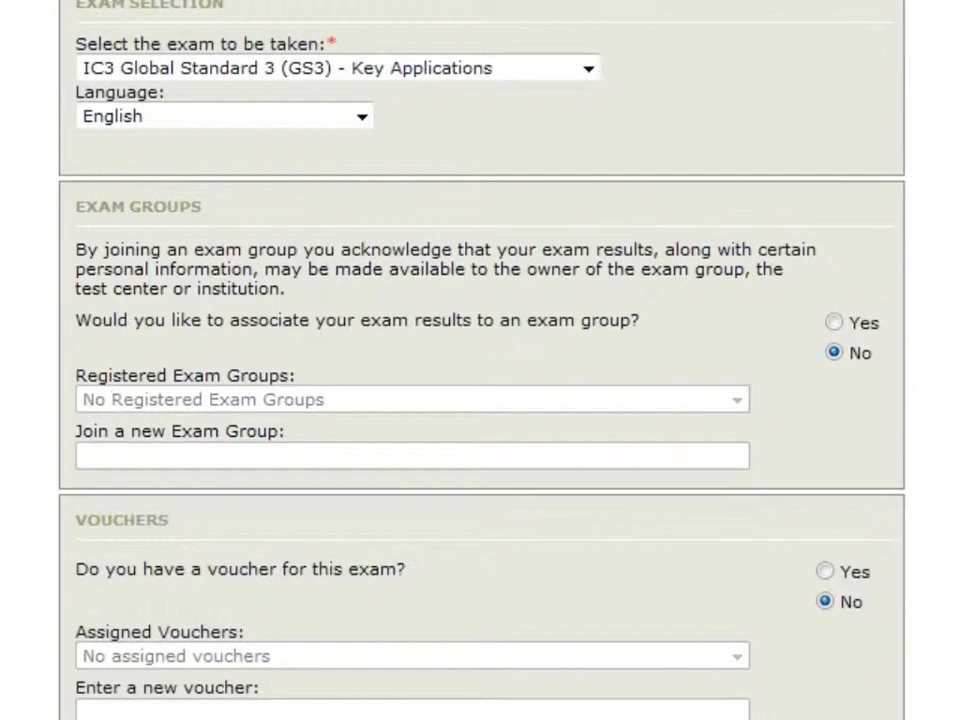 EXAM SELECTION
Select the exam to be taken:*
IC3 Global Standard 3 (GS3) - Key Applications
Language:
English
EXAM GROUPS
By joining an exam group you acknowledge that your exam results, along with certain
personal information, may be made available to the owner of the exam group, the
test center or institution.
Would you like to associate your exam results to an exam group?
Yes
No
Registered Exam Groups:
No Registered Exam Groups
Join a new Exam Group:
VOUCHERS
Do you have a voucher for this exam?
Yes
No
Assigned Vouchers:
No assigned vouchers
Enter a new voucher: